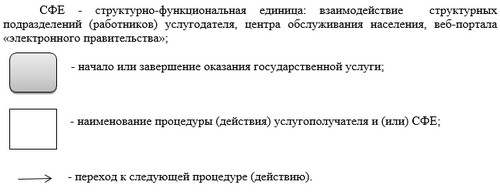 СФЕ - структурно-функциональная единица: взаимодействие структурных
подразделений (работников) услугодателя, центра обслуживания населения, веб-портала
«электронного правительства»;
- начало или завершение оказания государственной услуги;
- наименование процедуры (действия) услугополучателя и (или) СФЕ;
- переход к следующей процедуре (действию).